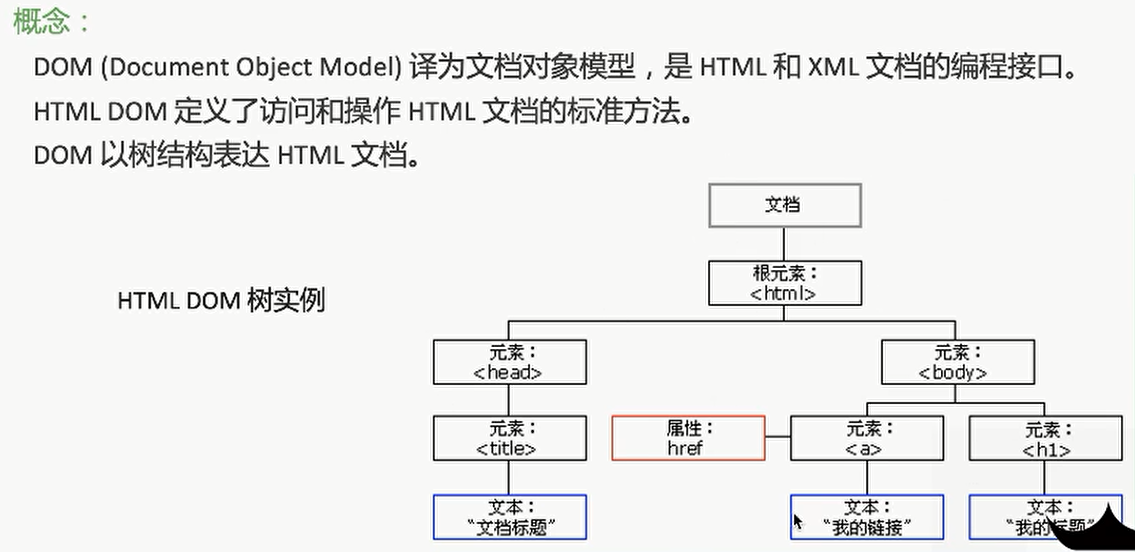 概念：
DOM (Document Object Model) 译为文档对象模型，是 HTML 和 XML 文档的编程接口。
HTML DOM 定义了访问和操作 HTML 文档的标准方法。
DOM 以树结构表达 HTML 文档。
文档
根元素：
<html>
HTML DOM 树实例
元素：
<head>
元素：
<body>
元素：
<title>
属性：
href
元素：
<a>
元素：
<h1>
文本：
“文档标题”
文本：
“我的链接”
文本：
“我的标题”